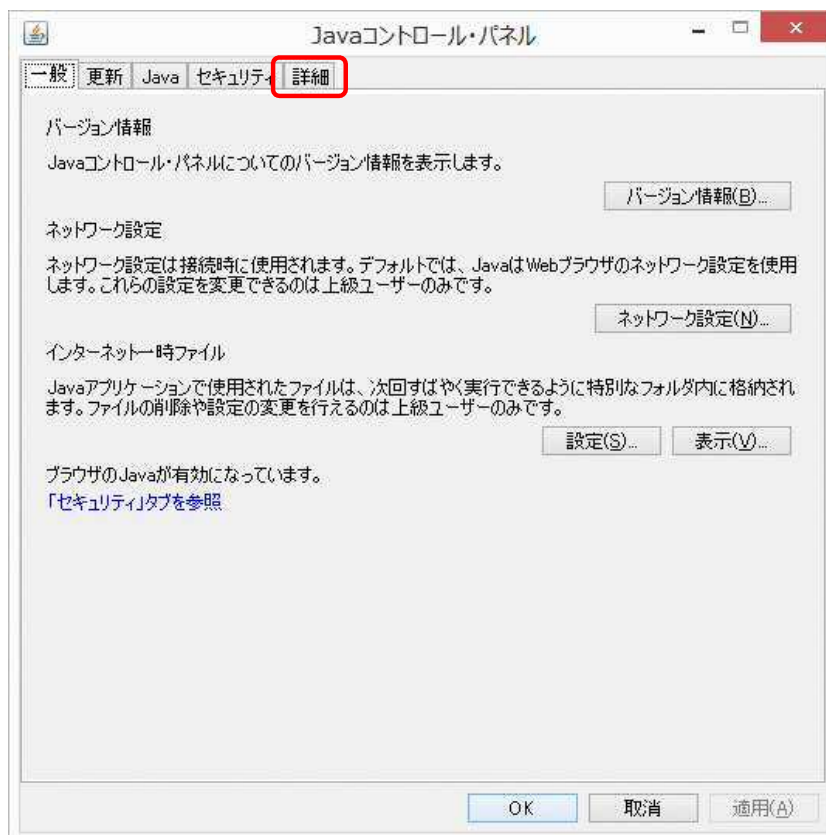 Javaコントロール・パネル
一般 更新 Java セキュリティ 詳細
バージョン情報
Javaコントロール・パネルについてのバージョン情報を表示します。
バージョン情報(B)...
ネットワーク設定
ネットワーク設定は接続時に使用されます。デフォルトでは、JavaはWebブラウザのネットワーク設定を使用
します。これらの設定を変更できるのは上級ユーザーのみです。
ネットワーク設定(N)...
インターネット一時ファイル
Javaアプリケーションで使用されたファイルは、次回すばやく実行できるように特別なフォルダ内に格納され
ます。ファイルの削除や設定の変更を行えるのは上級ユーザーのみです。
設定(S)... 表示(V)...
ブラウザのJavaが有効になっています。
「セキュリティ」タブを参照
OK 取消 適用(A)